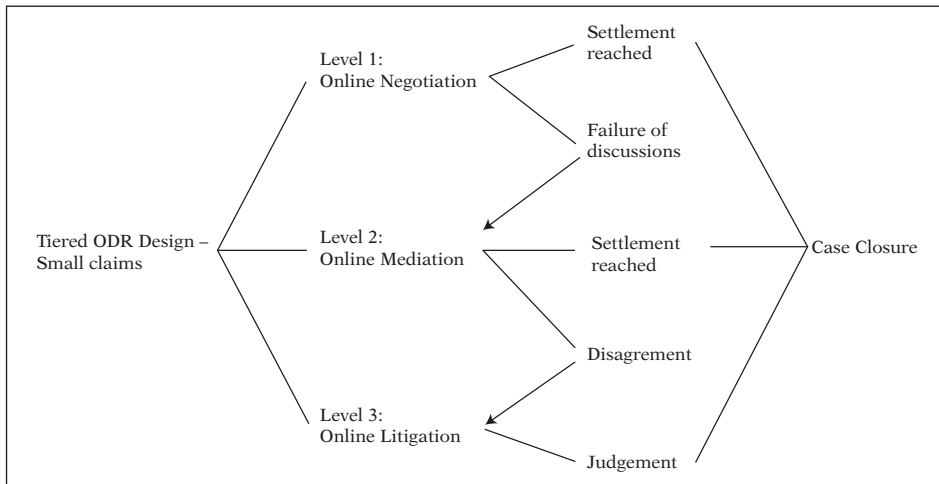 Level 1:
Online Negotiation
Settlement
reached
Failure of
discussions
Tiered ODR Design –
Small claims
Level 2:
Online Mediation
Settlement
reached
Case Closure
Disagrement
Level 3:
Online Litigation
Judgement